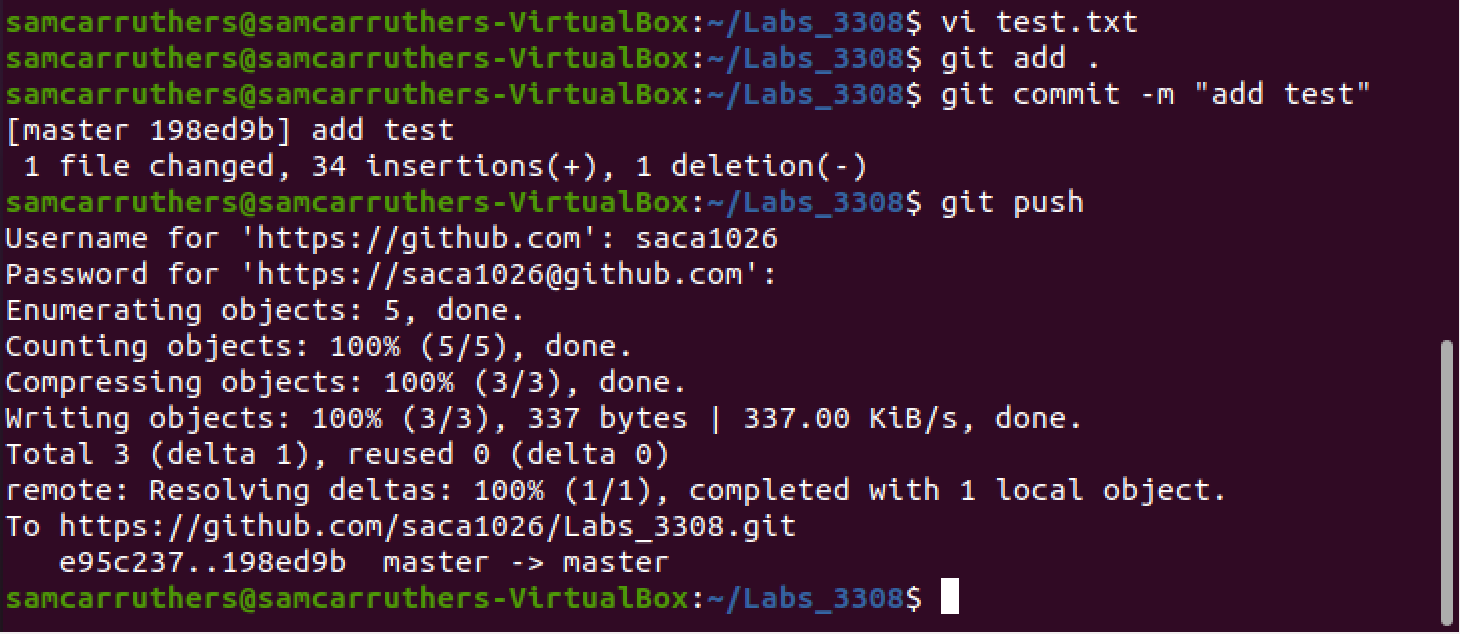 samcarruthers@samcarruthers-VirtualBox:~/Labs_3308$ vi test.txt
samcarruthers@samcarruthers-VirtualBox:~/Labs_3308$ git add .
samcarruthers@samcarruthers-VirtualBox:~/Labs_3308$ git commit -m "add test"
[master 198ed9b] add test
 1 file changed, 34 insertions(+), 1 deletion(-)
samcarruthers@samcarruthers-VirtualBox:~/Labs_3308$ git push
Username for 'https://github.com': saca1026
Password for 'https://saca1026@github.com':
Enumerating objects: 5, done.
Counting objects: 100% (5/5), done.
Compressing objects: 100% (3/3), done.
Writing objects: 100% (3/3), 337 bytes | 337.00 KiB/s, done.
Total 3 (delta 1), reused 0 (delta 0)
remote: Resolving deltas: 100% (1/1), completed with 1 local object.
To https://github.com/saca1026/Labs_3308.git
   e95c237..198ed9b  master -> master
samcarruthers@samcarruthers-VirtualBox:~/Labs_3308$